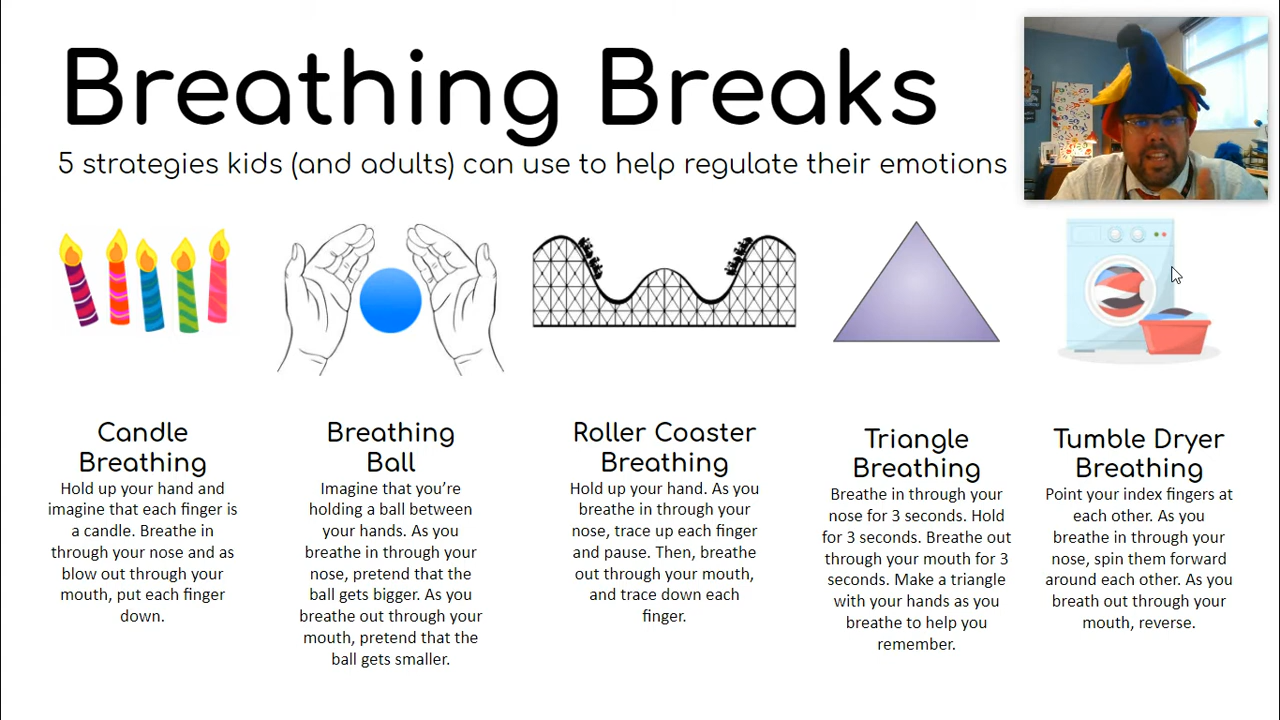 Breathing Breaks
5 strategies kids (and adults) can use to help regulate their emotions
Candle
Breathing
Hold up your hand and
imagine that each finger is
a candle. Breathe in
through your nose and as
blow out through your
mouth, put each finger
down.
Breathing
Ball
Imagine that you’re
holding a ball between
your hands. As you
breathe in through your
nose, pretend that the
ball gets bigger. As you
breathe out through your
mouth, pretend that the
ball gets smaller.
Roller Coaster
Breathing
Hold up your hand. As you
breathe in through your
nose, trace up each finger
and pause. Then, breathe
out through your mouth,
and trace down each
finger.
Triangle
Breathing
Breathe in through your
nose for 3 seconds. Hold
for 3 seconds. Breathe out
through your mouth for 3
seconds. Make a triangle
with your hands as you
breathe to help you
remember.
Tumble Dryer
Breathing
Point your index fingers at
each other. As you
breathe in through your
nose, spin them forward
around each other. As you
breath out through your
mouth, reverse.